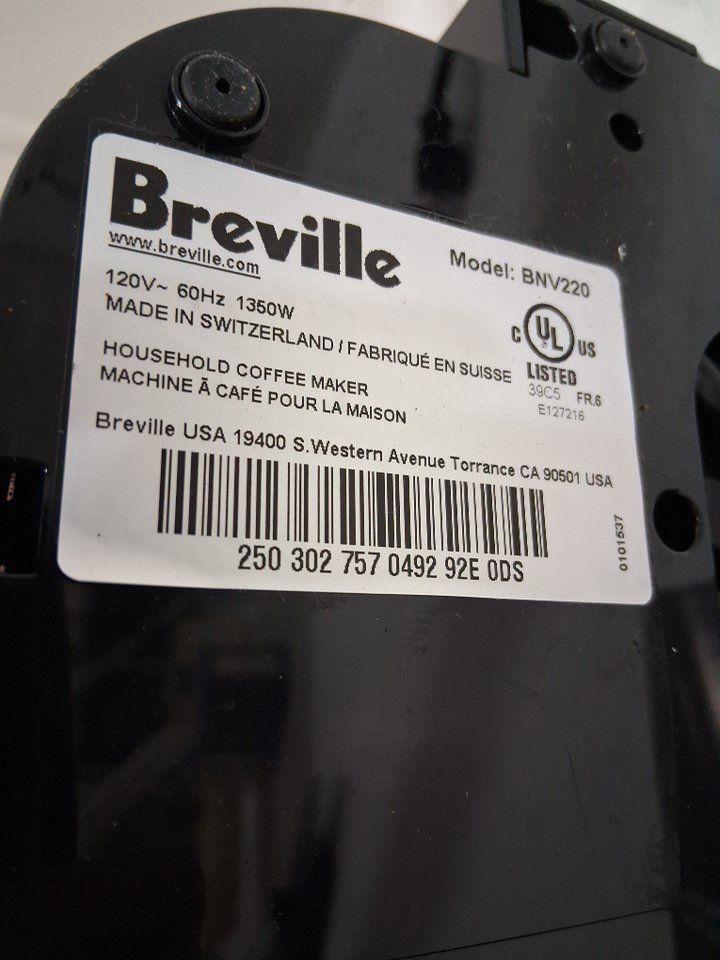 Breville
www.breville.com
Model: BNV220
120V~ 60Hz 1350W
MADE IN SWITZERLAND / FABRIQUÉ EN SUISSE
HOUSEHOLD COFFEE MAKER
MACHINE À CAFÉ POUR LA MAISON
C UL US
LISTED
39C5 FR.6
E127216
Breville USA 19400 S.Western Avenue Torrance CA 90501 USA
250 302 757 0492 92E 0DS
0101537